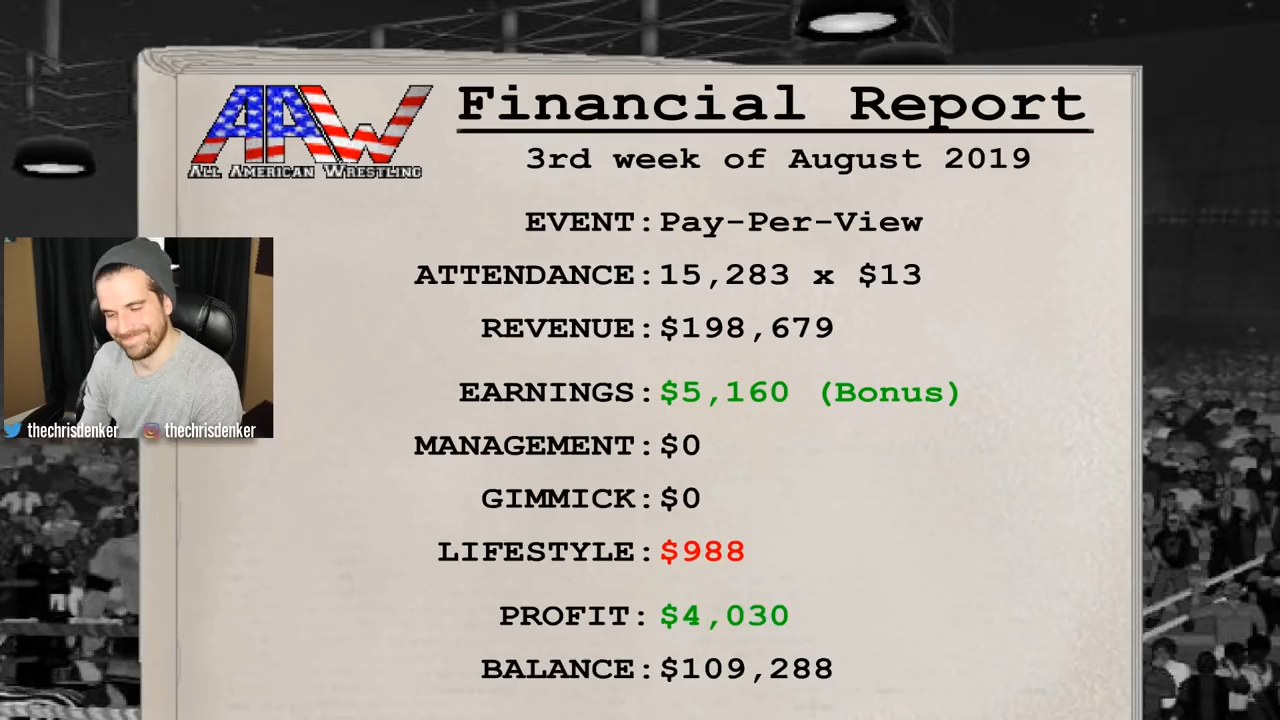 AAW
ALL AMERICAN WRESTLING
Financial Report
3rd week of August 2019
EVENT: Pay-Per-View
ATTENDANCE: 15,283 x $13
REVENUE: $198,679
EARNINGS: $5,160 (Bonus)
MANAGEMENT: $0
GIMMICK: $0
LIFESTYLE: $988
PROFIT: $4,030
BALANCE: $109,288
thechrisdenker thechrisdenker